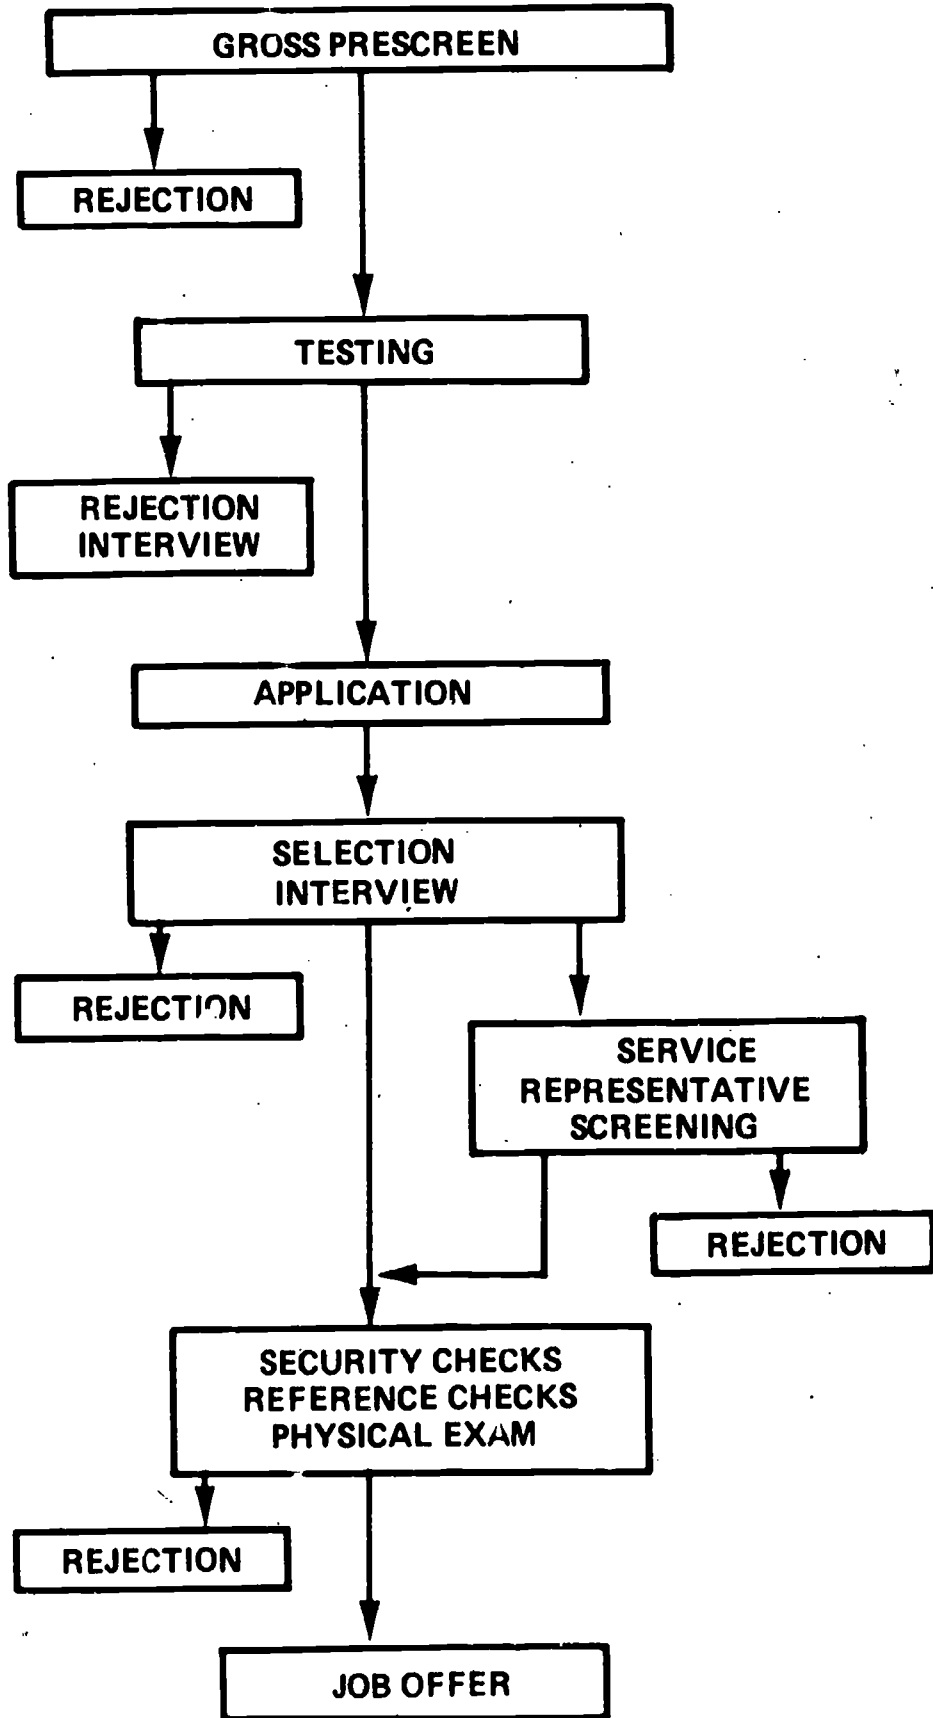 GROSS PRESCREEN
REJECTION
TESTING
REJECTION
INTERVIEW
APPLICATION
SELECTION
INTERVIEW
REJECTION
SERVICE
REPRESENTATIVE
SCREENING
REJECTION
SECURITY CHECKS
REFERENCE CHECKS
PHYSICAL EXAM
REJECTION
JOB OFFER